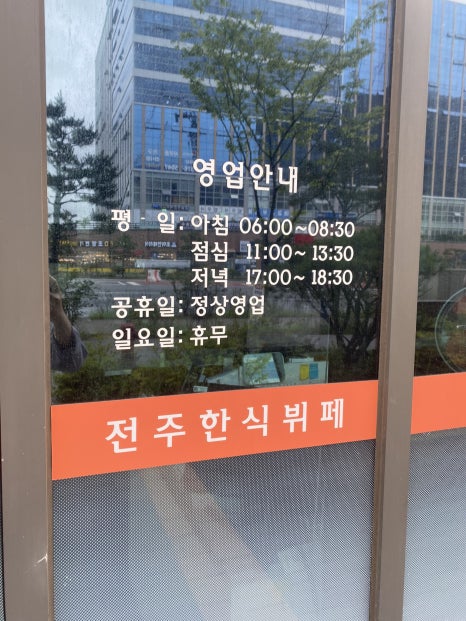 영업안내
평 - 일: 아침 06:00~08:30
점심 11:00~13:30
저녁 17:00~18:30
공휴일: 정상영업
일요일: 휴무
전주한식뷔페